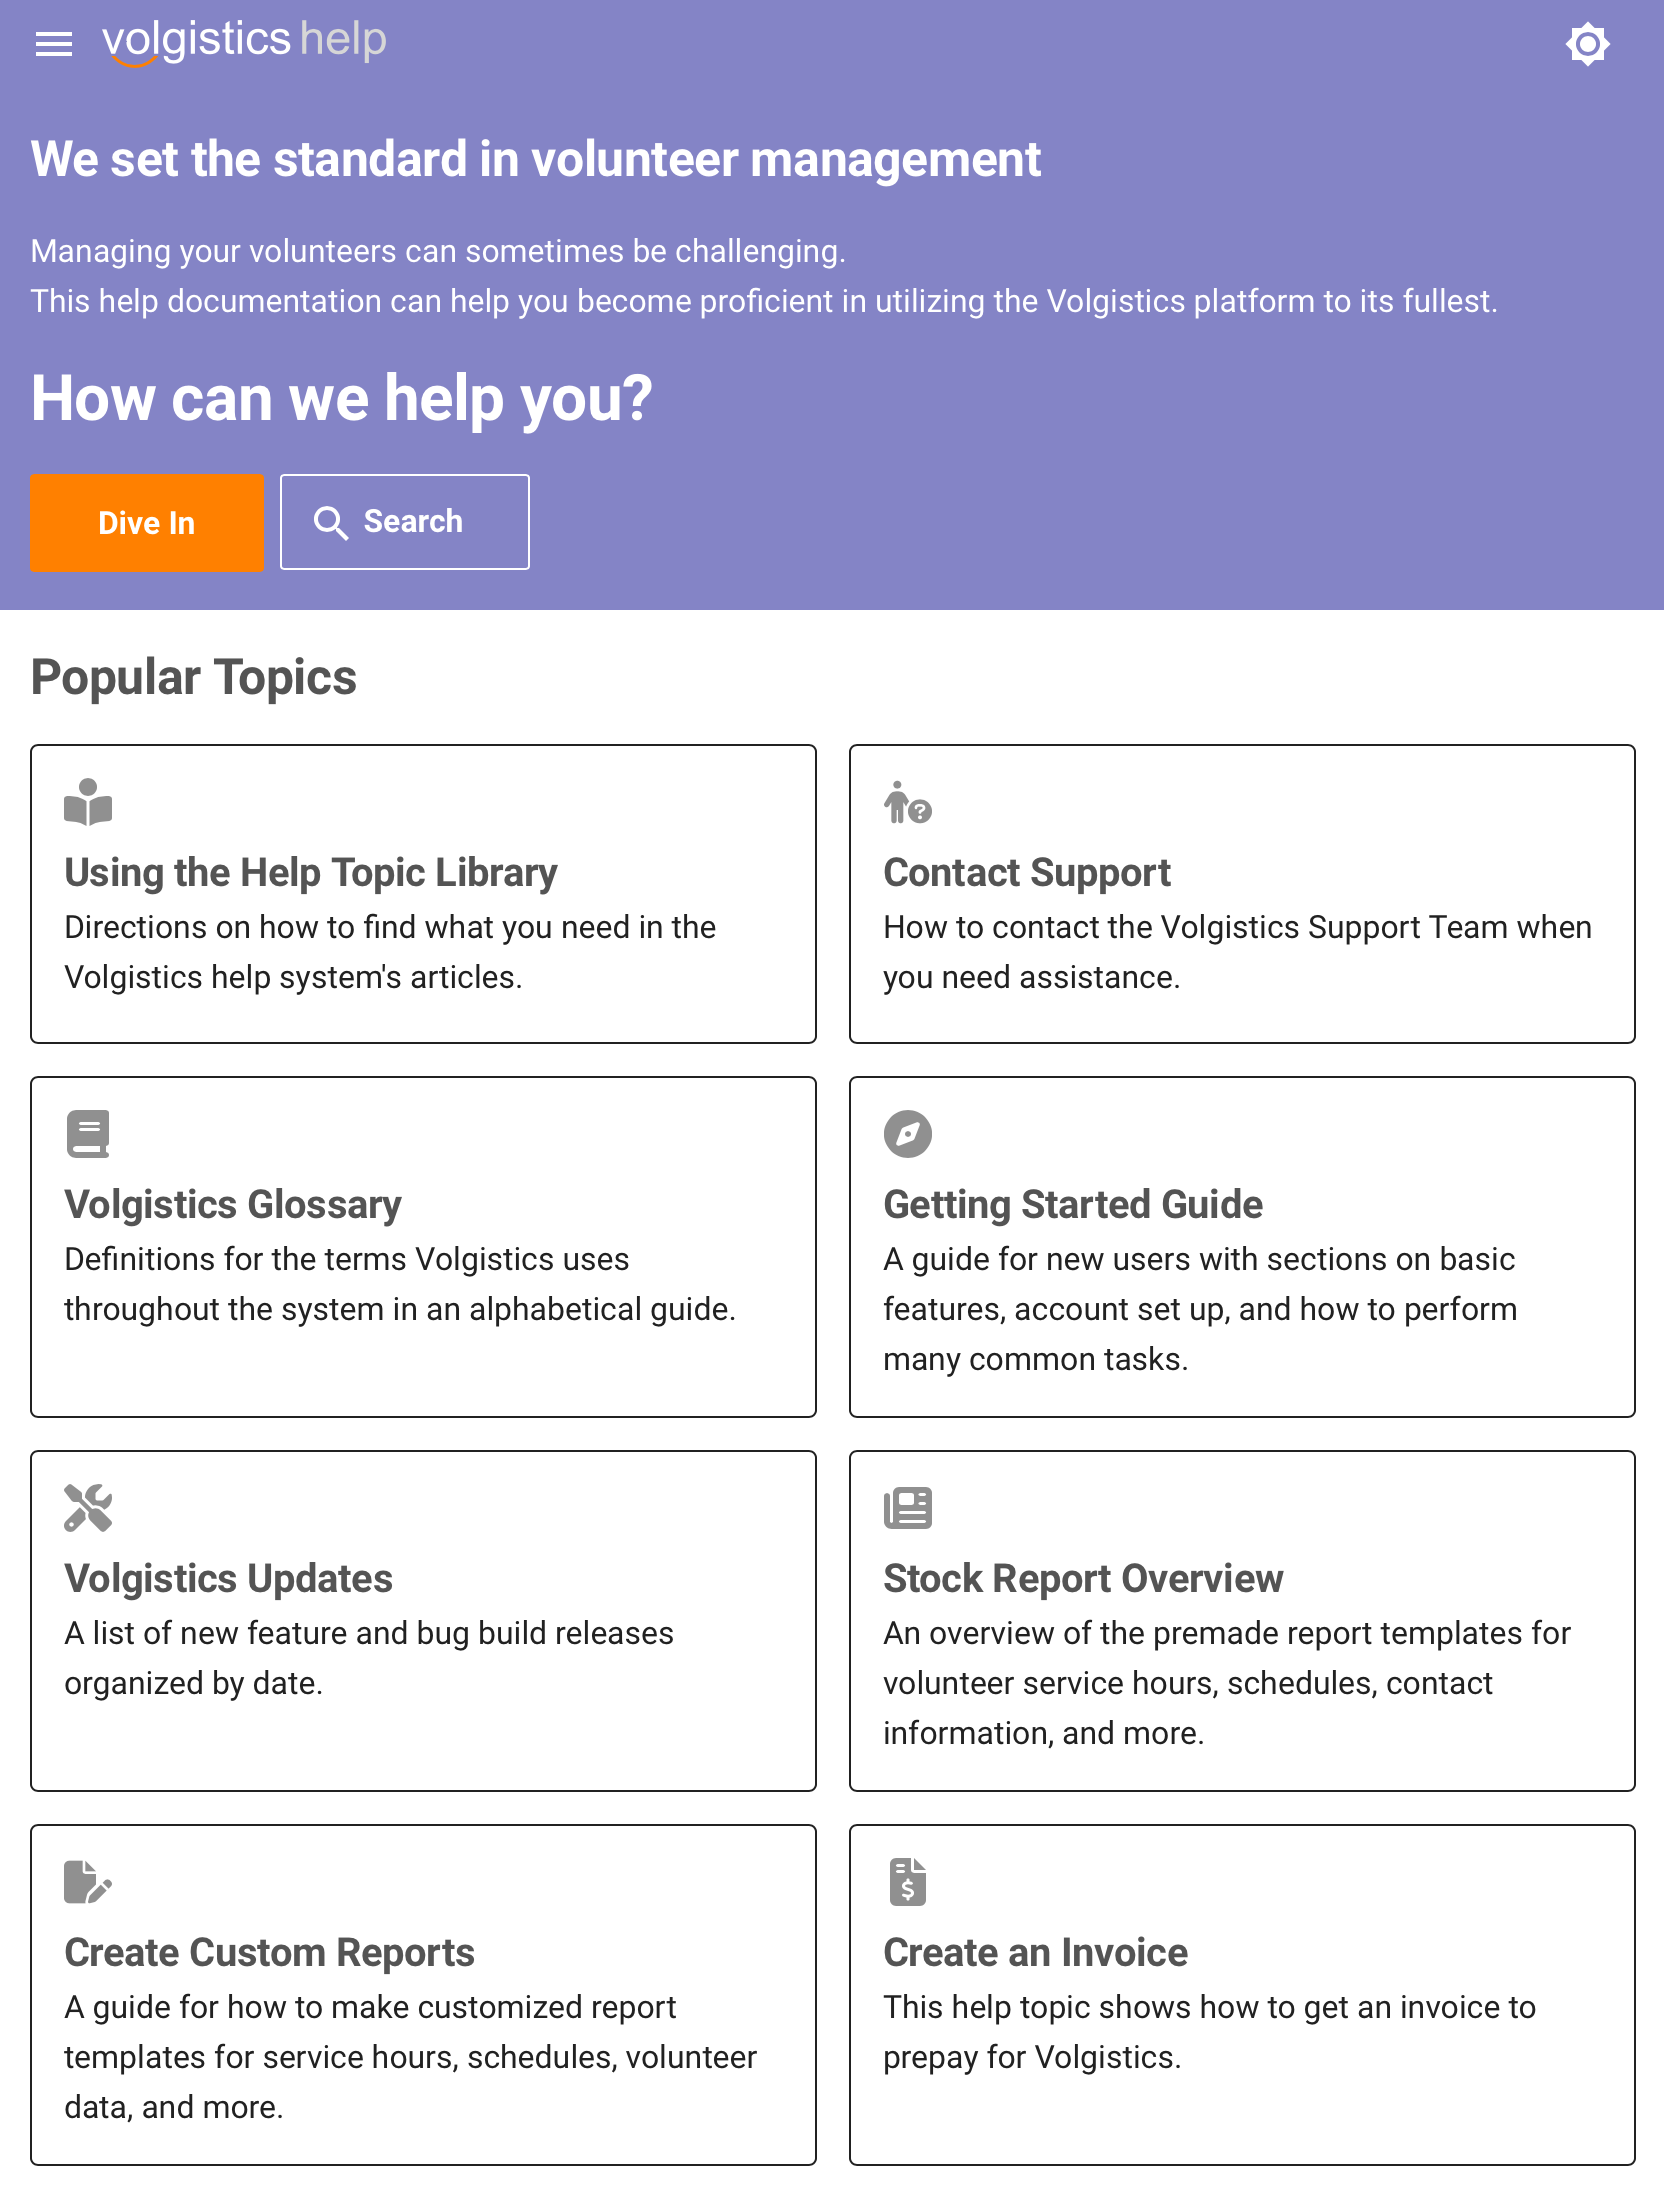 volgistics help
We set the standard in volunteer management
Managing your volunteers can sometimes be challenging.
This help documentation can help you become proficient in utilizing the Volgistics platform to its fullest.
How can we help you?
Dive In
Search
Popular Topics
Using the Help Topic Library
Directions on how to find what you need in the
Volgistics help system's articles.
Contact Support
How to contact the Volgistics Support Team when
you need assistance.
Volgistics Glossary
Definitions for the terms Volgistics uses
throughout the system in an alphabetical guide.
Getting Started Guide
A guide for new users with sections on basic
features, account set up, and how to perform
many common tasks.
Volgistics Updates
A list of new feature and bug build releases
organized by date.
Stock Report Overview
An overview of the premade report templates for
volunteer service hours, schedules, contact
information, and more.
Create Custom Reports
A guide for how to make customized report
templates for service hours, schedules, volunteer
data, and more.
Create an Invoice
This help topic shows how to get an invoice to
prepay for Volgistics.